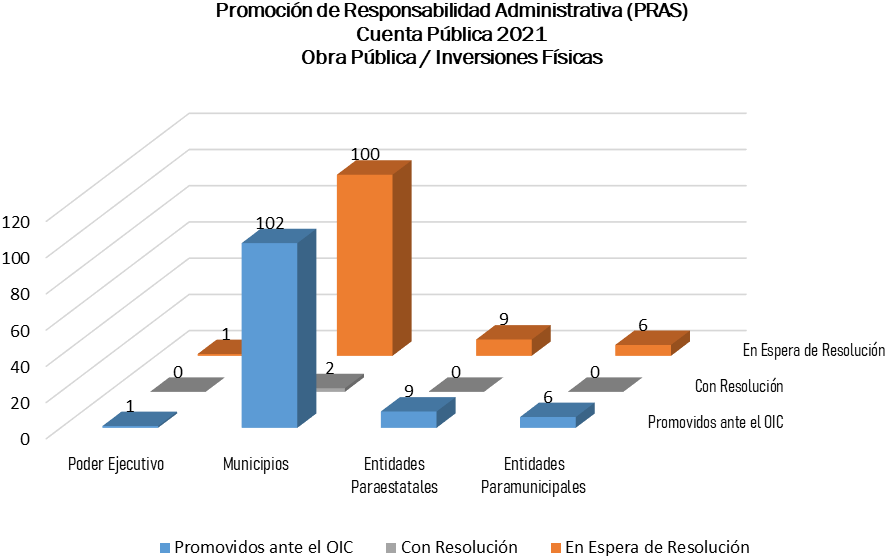 Promoción de Responsabilidad Administrativa (PRAS)
Cuenta Pública 2021
Obra Pública / Inversiones Físicas
120
100
80
60
40
20
0
100
102
1
9
6
0
2
0
0
1
9
6
En Espera de Resolución
Con Resolución
Promovidos ante el OIC
Poder Ejecutivo
Municipios
Entidades
Paraestatales
Entidades
Paramunicipales
Promovidos ante el OIC
Con Resolución
En Espera de Resolución